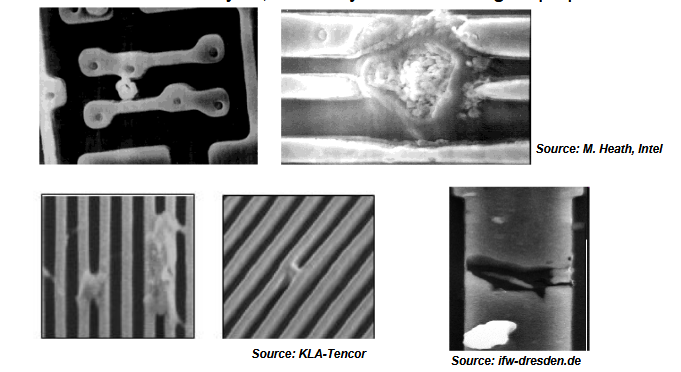 Source: M. Heath, Intel
Source: KLA-Tencor
Source: ifw-dresden.de